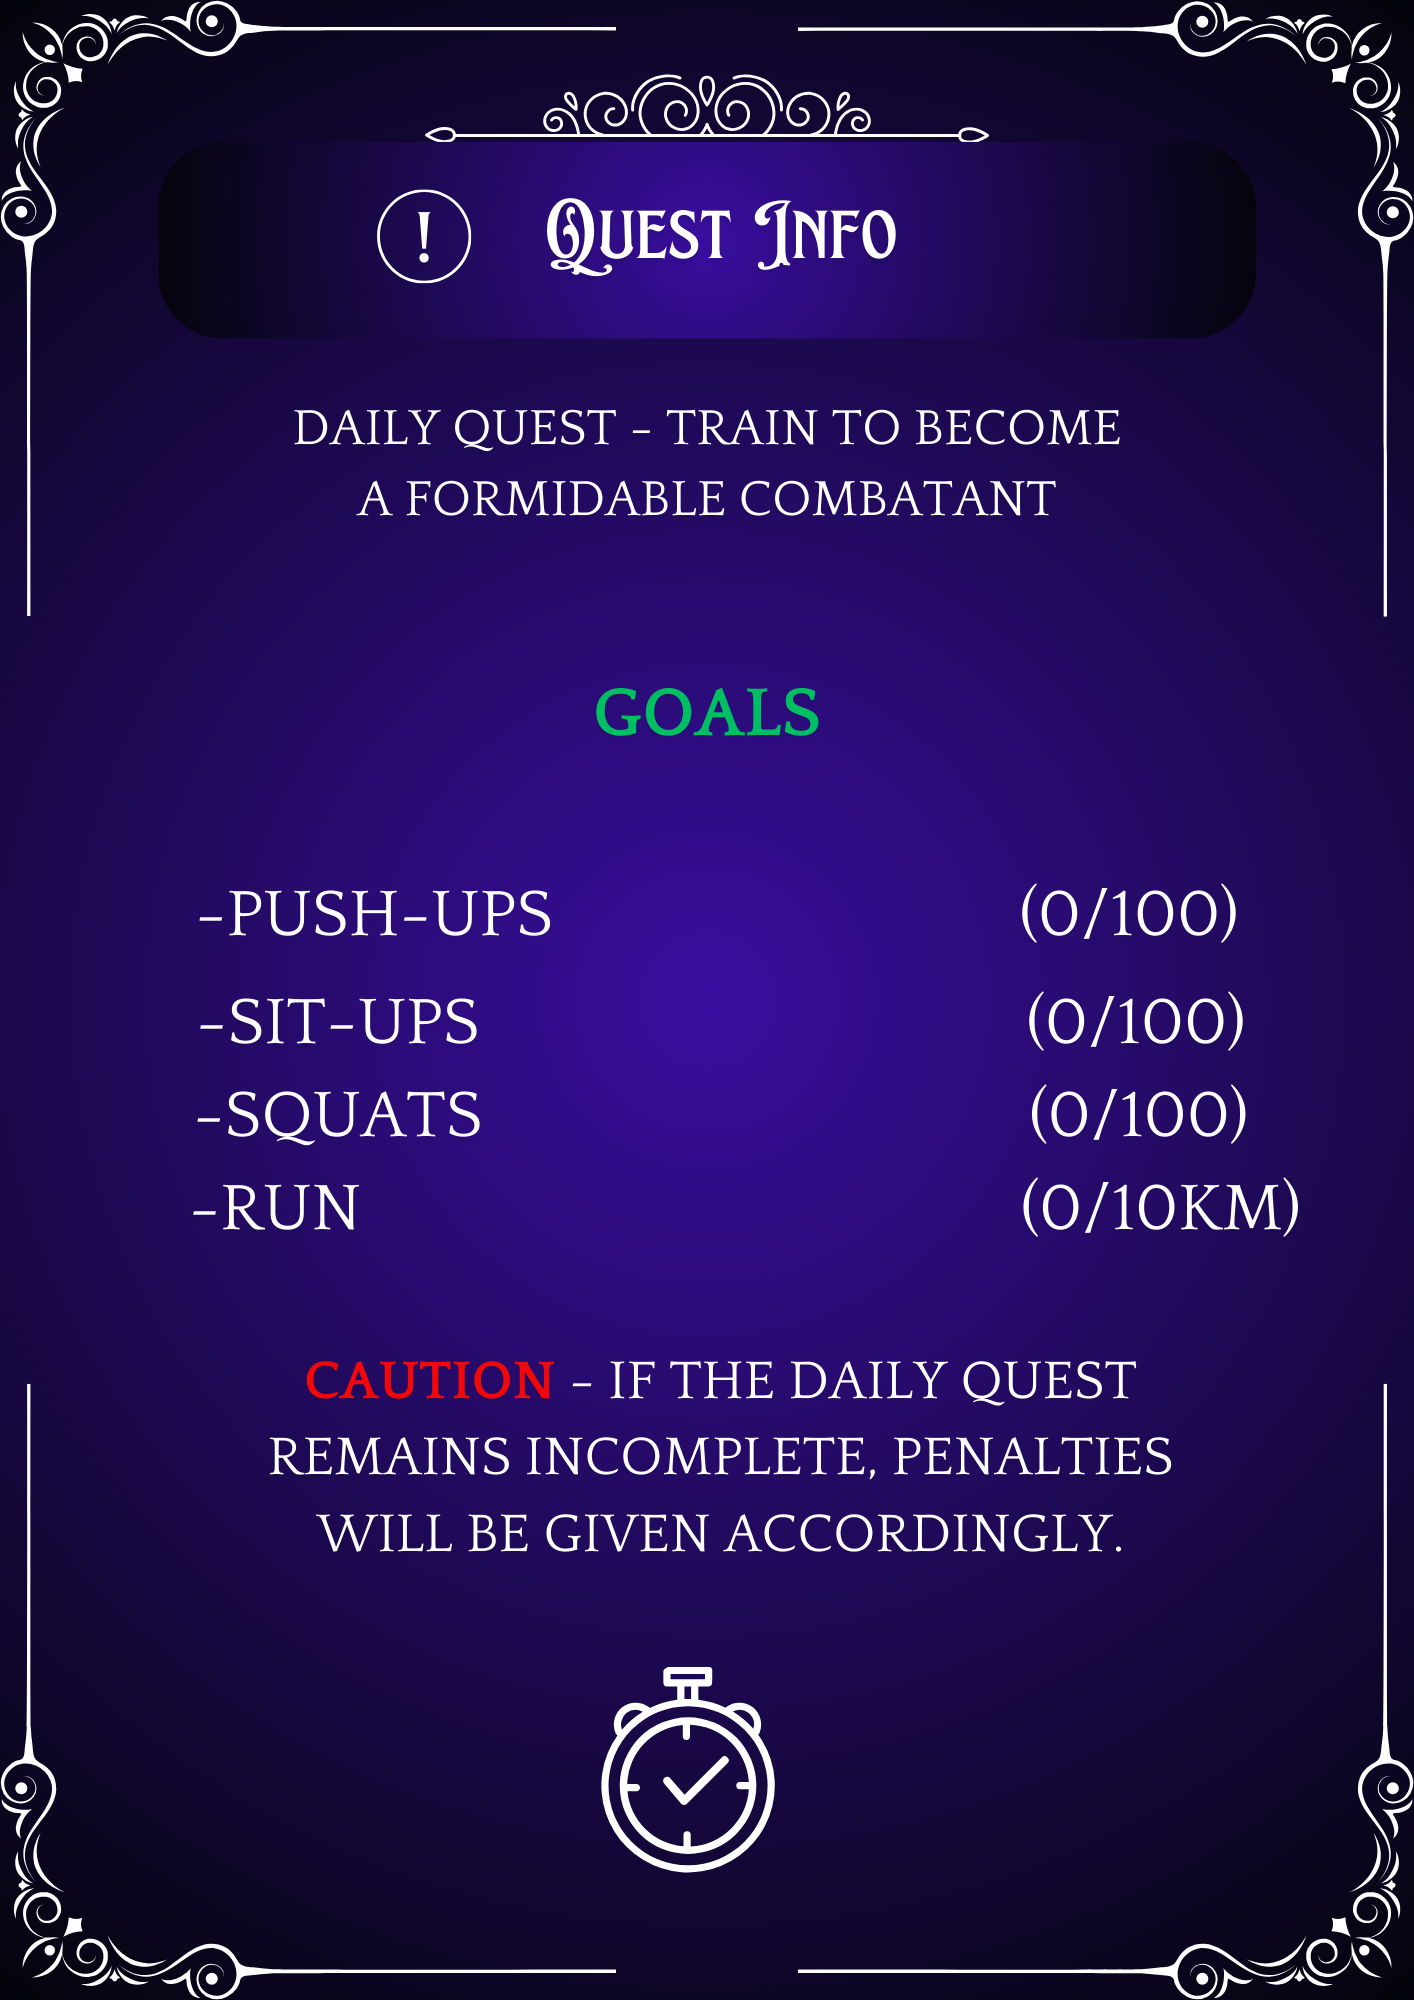 ! Quest Info
DAILY QUEST - TRAIN TO BECOME
A FORMIDABLE COMBATANT
GOALS
-PUSH-UPS (0/100)
-SIT-UPS (0/100)
-SQUATS (0/100)
-RUN (0/10KM)
CAUTION - IF THE DAILY QUEST
REMAINS INCOMPLETE, PENALTIES
WILL BE GIVEN ACCORDINGLY.